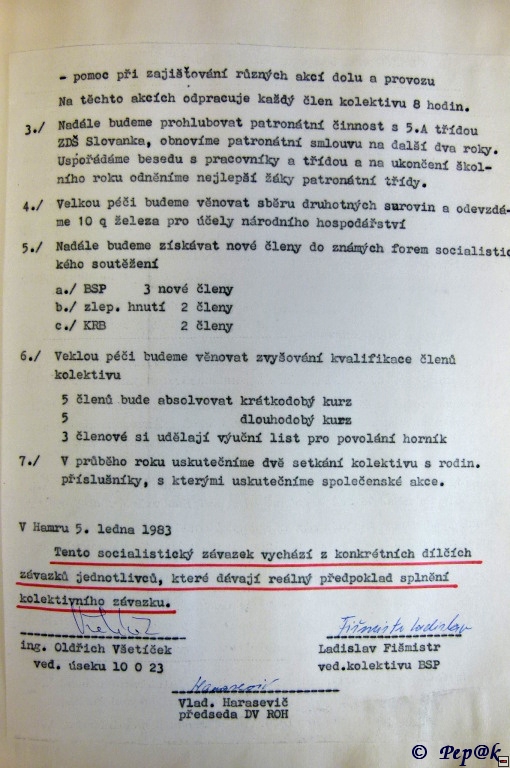 - pomoc při zajišťování různých akcí dolu a provozu
Na těchto akcích odpracuje každý člen kolektivu 8 hodin.
3./ Nadále budeme prohlubovat patronátní činnost s 5.A třídou
ZDŠ Slovanka, obnovíme patronátní smlouvu na další dva roky.
Uspořádáme besedu s pracovníky a třídou a na ukončení škol-
ního roku odněníme nejlepší žáky patronátní třídy.
4./ Velkou péči budeme věnovat sběru druhotných surovin a odevzdá-
me 10 q železa pro účely národního hospodářství
5./ Nadále budeme získávat nové členy do známých forem socialistic
kého soutěžení
a./ BSP 3 nové členy
b./ zlep. hnutí 2 členy
c./ KRB 2 členy
6./ Veklou péči budeme věnovat zvyšování kvalifikace členů
kolektivu
5 členů bude absolvovat krátkodobý kurz
5 dlouhodobý kurz
3 členové si udělají výuční list pro povolání horník
7./ V průběho roku uskutečníme dvě setkání kolektivu s rodin.
příslušníky, s kterými uskutečníme společenské akce.
V Hamru 5. ledna 1983
Tento socialistický závazek vychází z konkrétních dílčích
závazků jednotlivců, které dávají reálný předpoklad splnění
kolektivního závazku.
Fišmistr Ladislav
ing. Oldřich Všetíček Ladislav Fišmistr
ved. úseku 10 0 23 ved.kolektivu BSP
Harasevič
Vlad. Harasevič
předseda DV ROH
© Pep@k